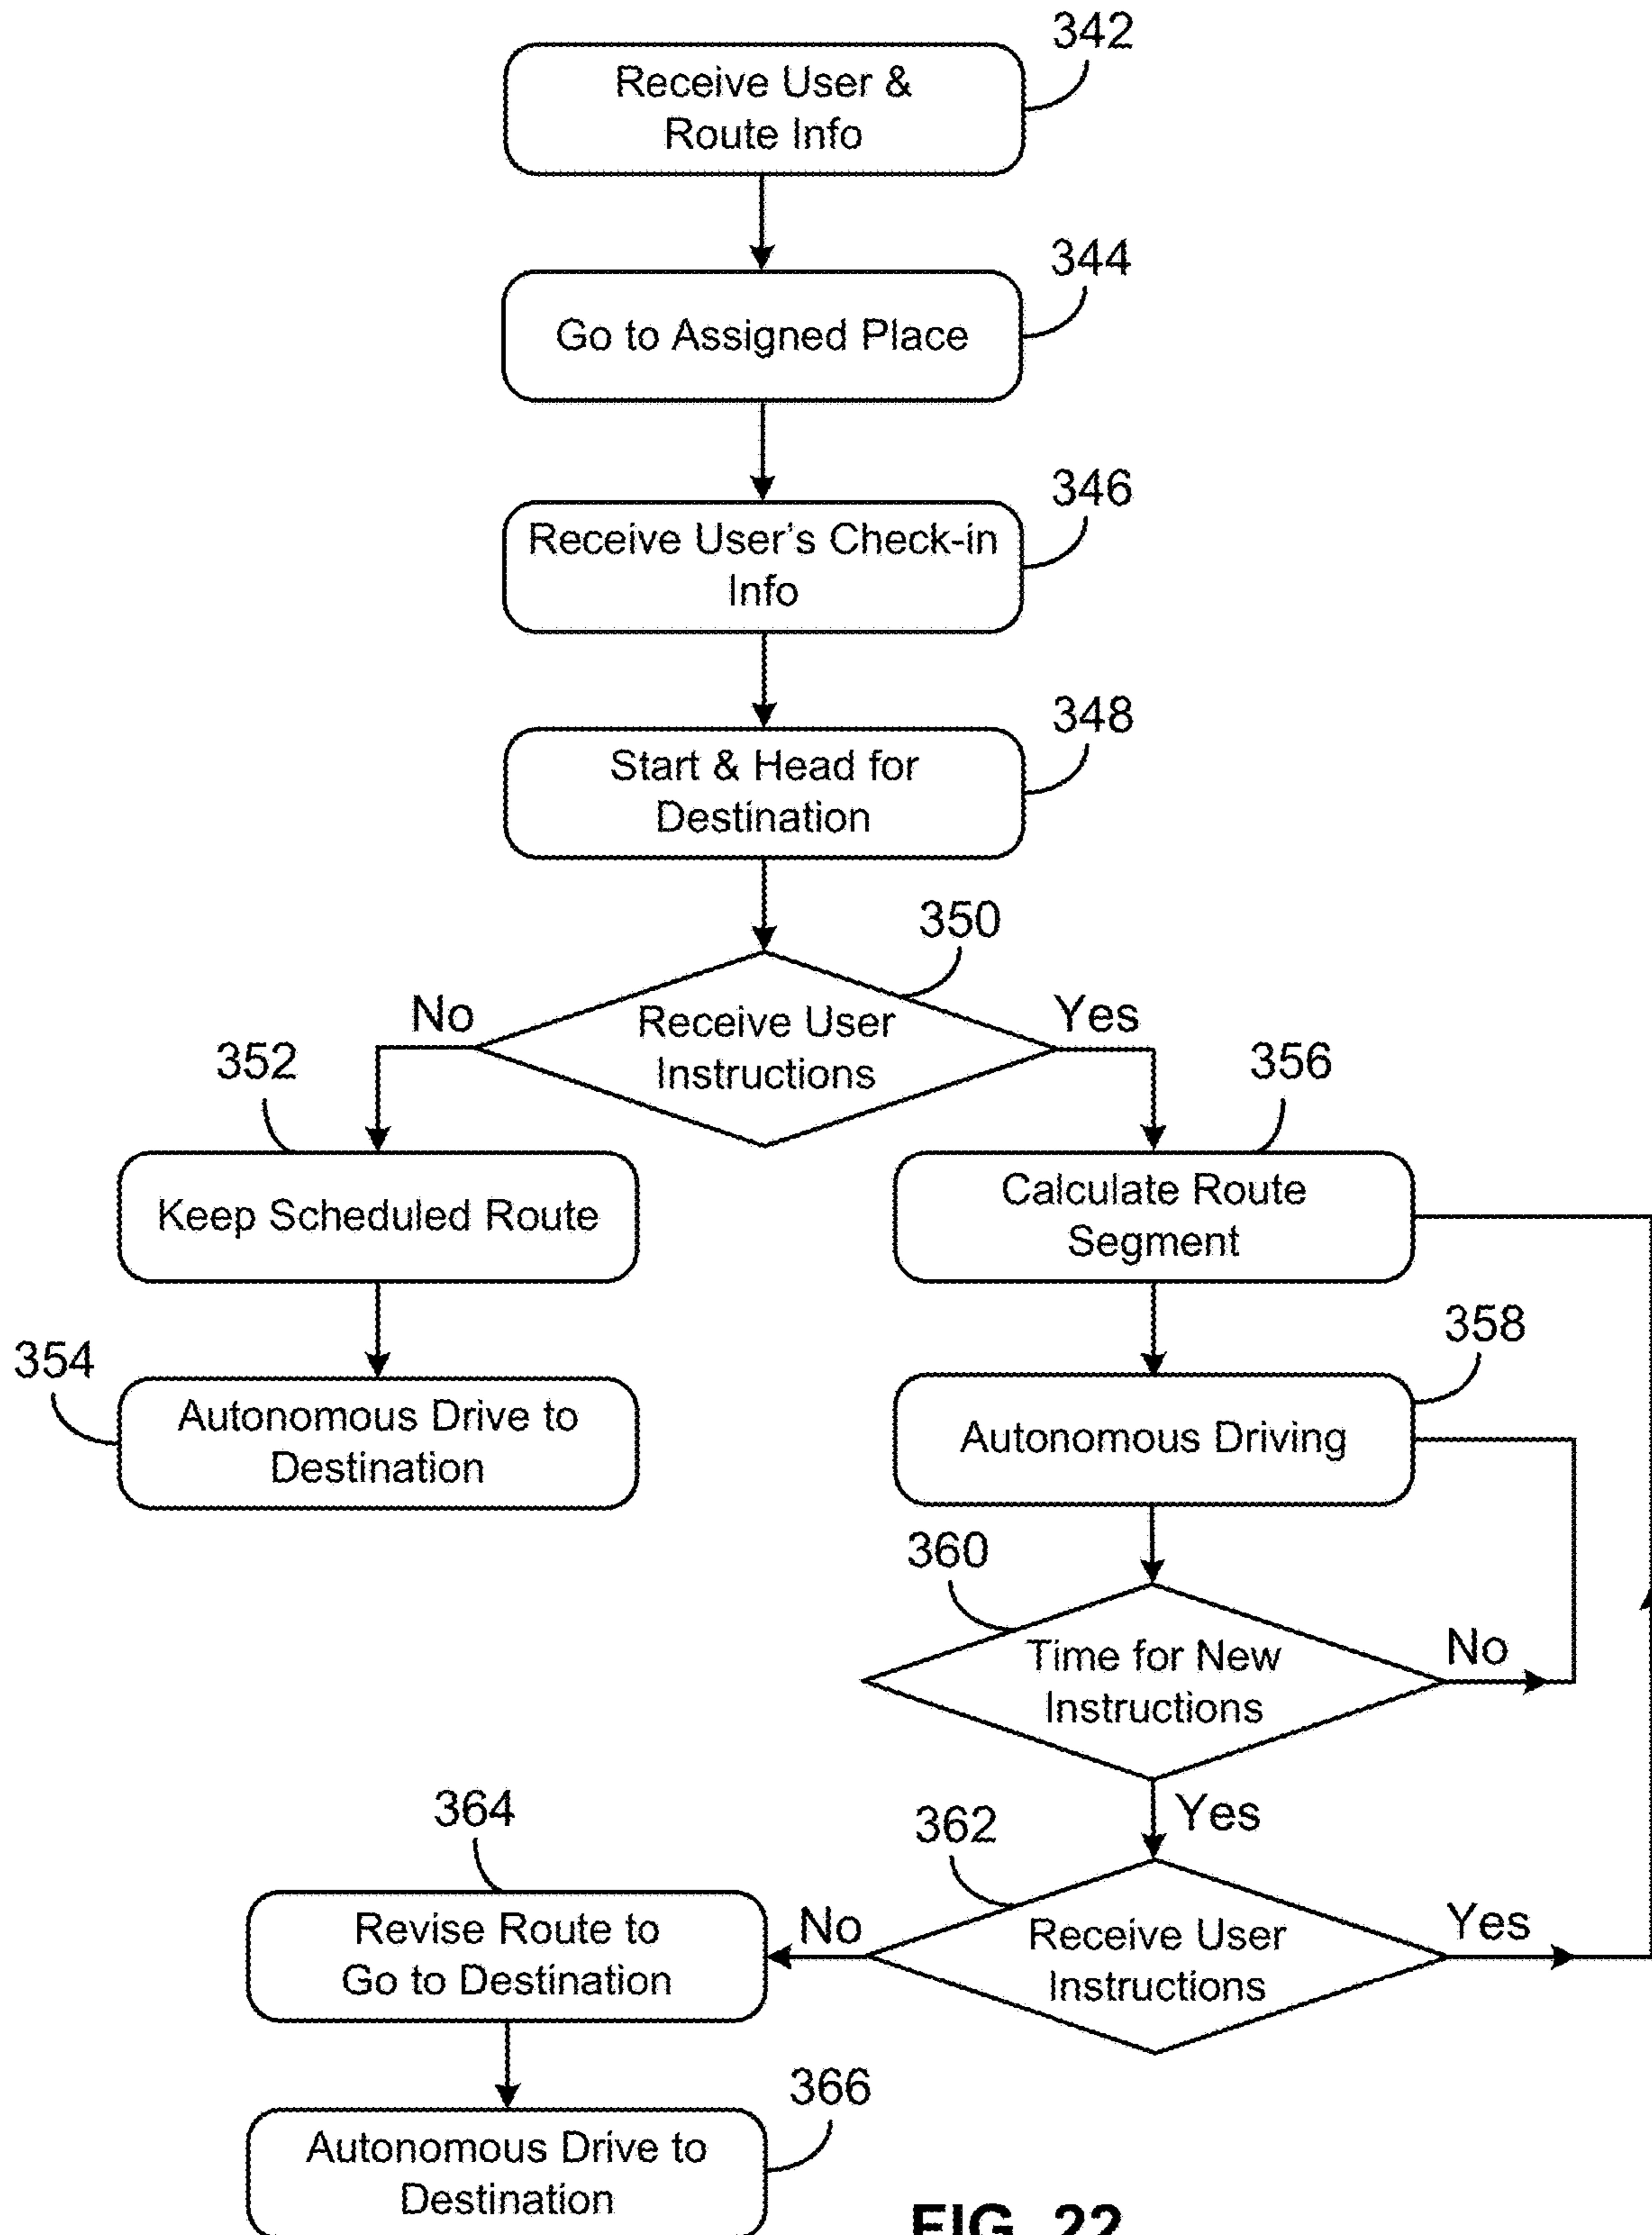 342
Receive User &
Route Info
344
Go to Assigned Place
346
Receive User's Check-in
Info
348
Start & Head for
Destination
350
No
Receive User
Instructions
Yes
352
356
Keep Scheduled Route
Calculate Route
Segment
354
358
Autonomous Drive to
Destination
Autonomous Driving
360
Time for New
Instructions
No
364
362
Yes
Revise Route to
Go to Destination
No
Receive User
Instructions
Yes
366
Autonomous Drive to
Destination
FIG. 22